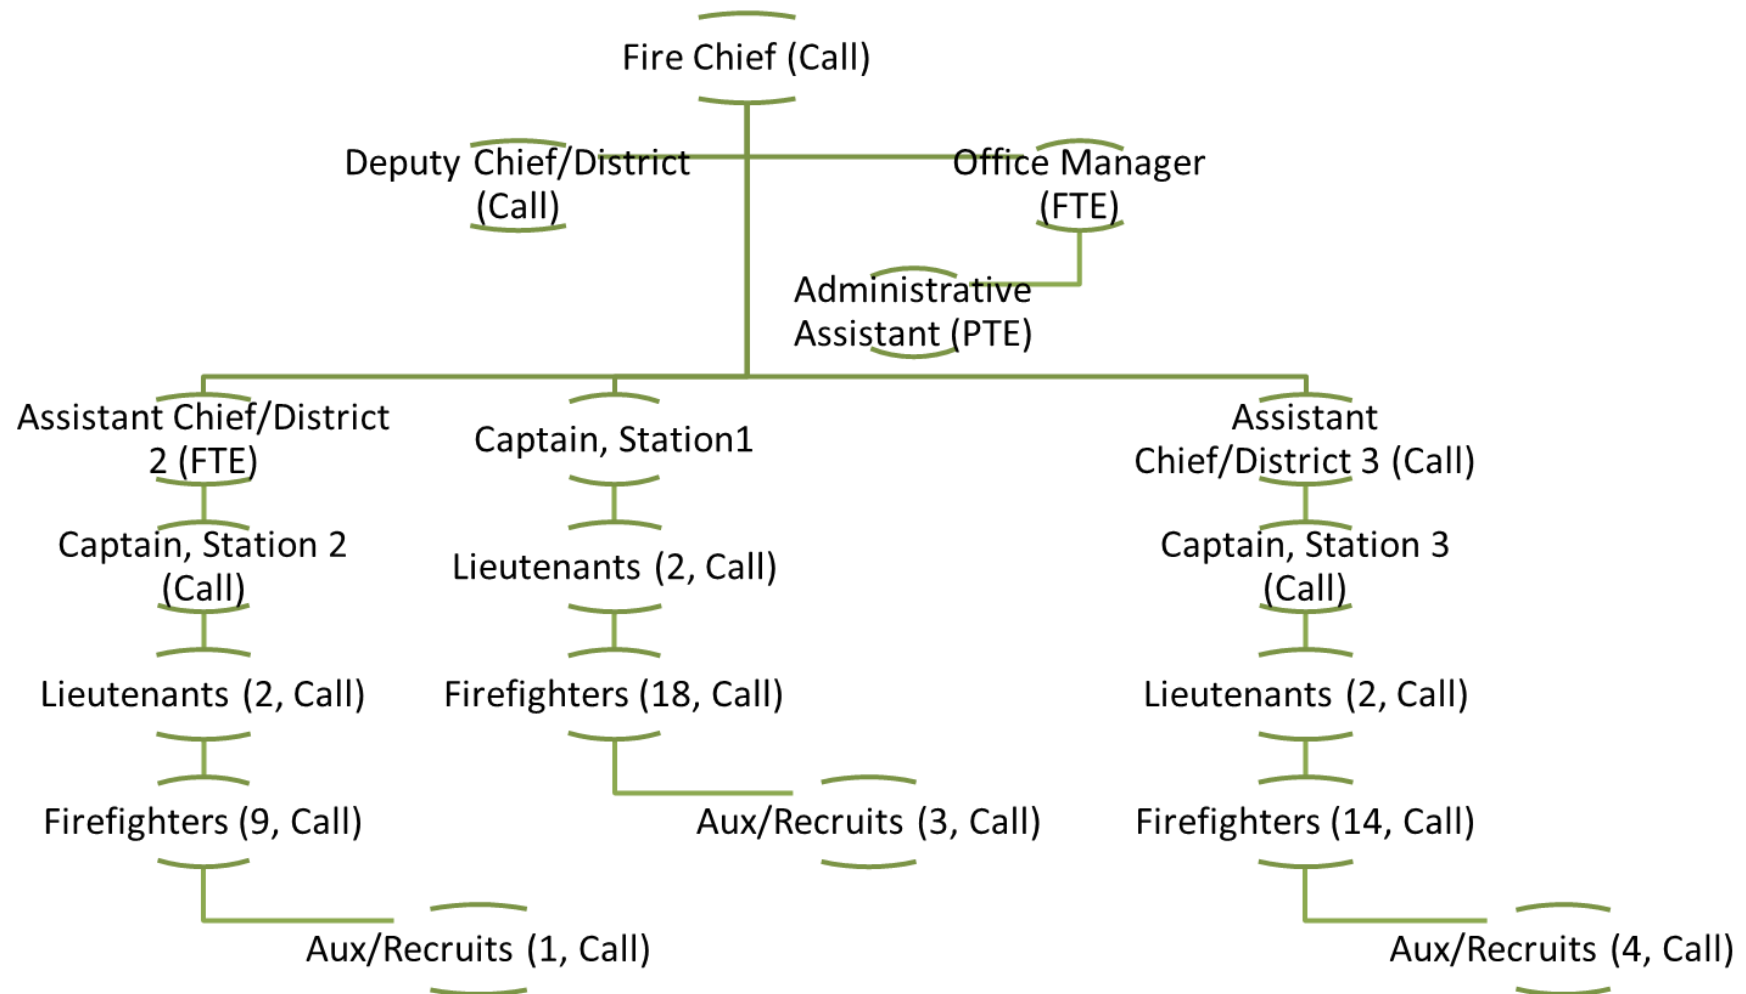 Fire Chief (Call)
Deputy Chief/District
(Call)
Office Manager
(FTE)
Administrative
Assistant (PTE)
Assistant Chief/District
2 (FTE)
Captain, Station 2
(Call)
Lieutenants (2, Call)
Firefighters (9, Call)
Aux/Recruits (1, Call)
Captain, Station1
Lieutenants (2, Call)
Firefighters (18, Call)
Aux/Recruits (3, Call)
Assistant
Chief/District 3 (Call)
Captain, Station 3
(Call)
Lieutenants (2, Call)
Firefighters (14, Call)
Aux/Recruits (4, Call)